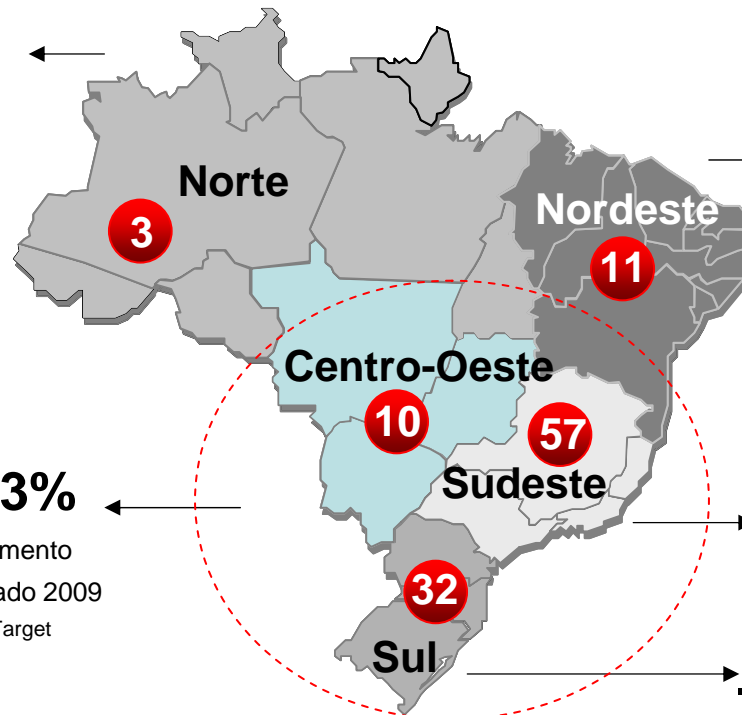 Norte
3
Nordeste
11
Centro-Oeste
10
57
Sudeste
3%
mento
ado 2009
Target
32
Sul